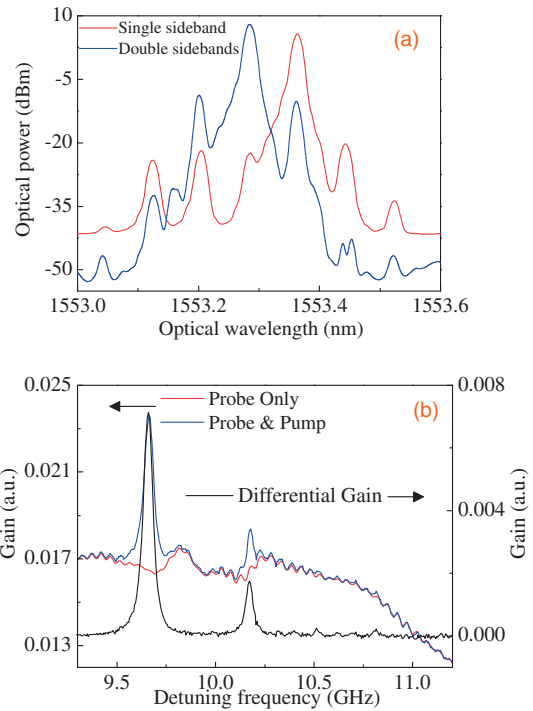 10
-5
-20
-35
-50
Optical power (dBm)
Single sideband
Double sidebands
(a)
1553.0
1553.2
1553.4
1553.6
Optical wavelength (nm)
0.025
0.021
0.017
0.013
Gain (a.u.)
Probe Only
Probe & Pump
(b)
Differential Gain
0.008
0.004
0.000
Gain (a.u.)
9.5
10.0
10.5
11.0
Detuning frequency (GHz)